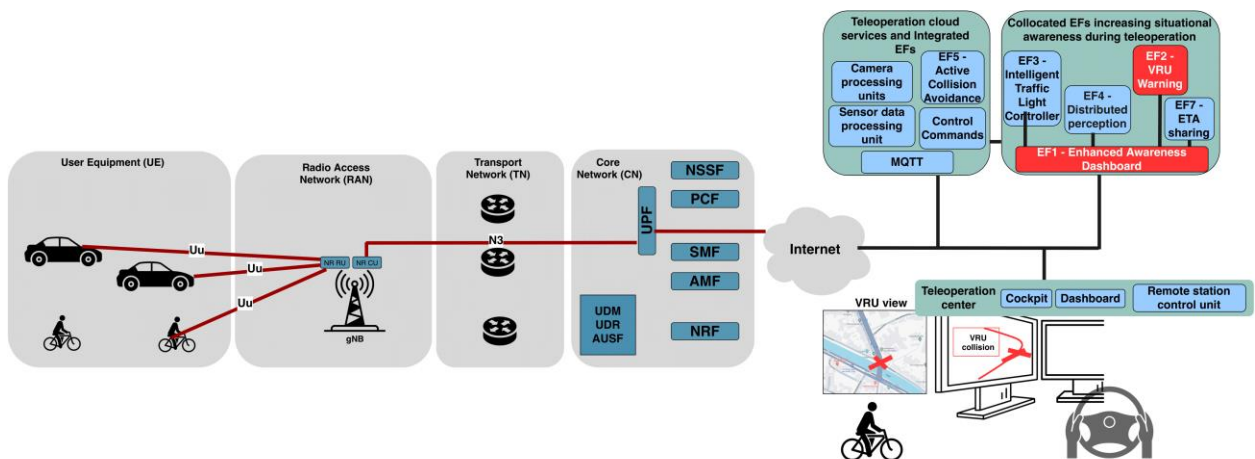 User Equipment (UE)
Uu
Uu
Uu
Radio Access
Network (RAN)
NR RU
NR CU
gNB
Transport
Network (TN)
N3
Core
Network (CN)
UPF
NSSF
PCF
SMF
AMF
NRF
UDM
UDR
AUSF
Internet
Teleoperation cloud
services and Integrated
EFs
Camera
processing
units
EF5 -
Active
Collision
Avoidance
Sensor data
processing
unit
Control
Commands
MQTT
Collocated EFs increasing situational
awareness during teleoperation
EF3 -
Intelligent
Traffic
Light
Controller
EF4 -
Distributed
perception
EF2 -
VRU
Warning
EF7 -
ETA
sharing
EF1 - Enhanced Awareness
Dashboard
Teleoperation
center
Cockpit
Dashboard
Remote station
control unit
VRU view
VRU
collision